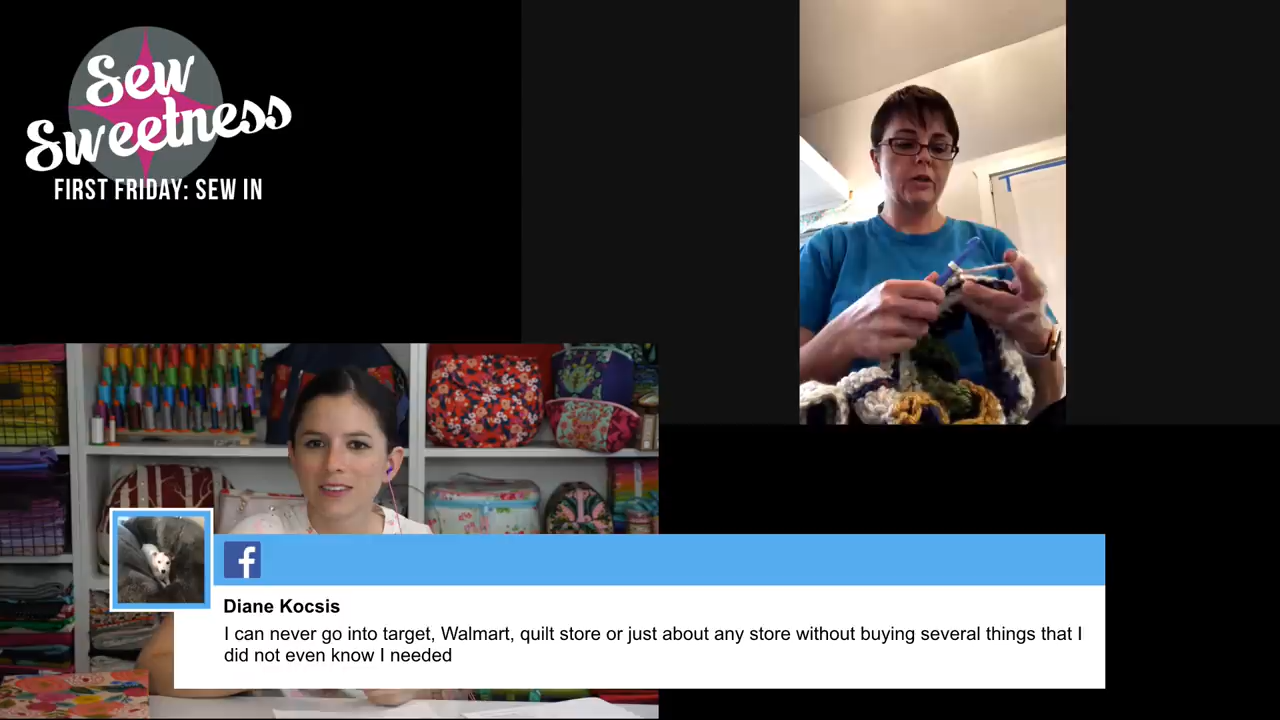 Sew
Sweetness
FIRST FRIDAY: SEW IN
f
Diane Kocsis
I can never go into target, Walmart, quilt store or just about any store without buying several things that I
did not even know I needed